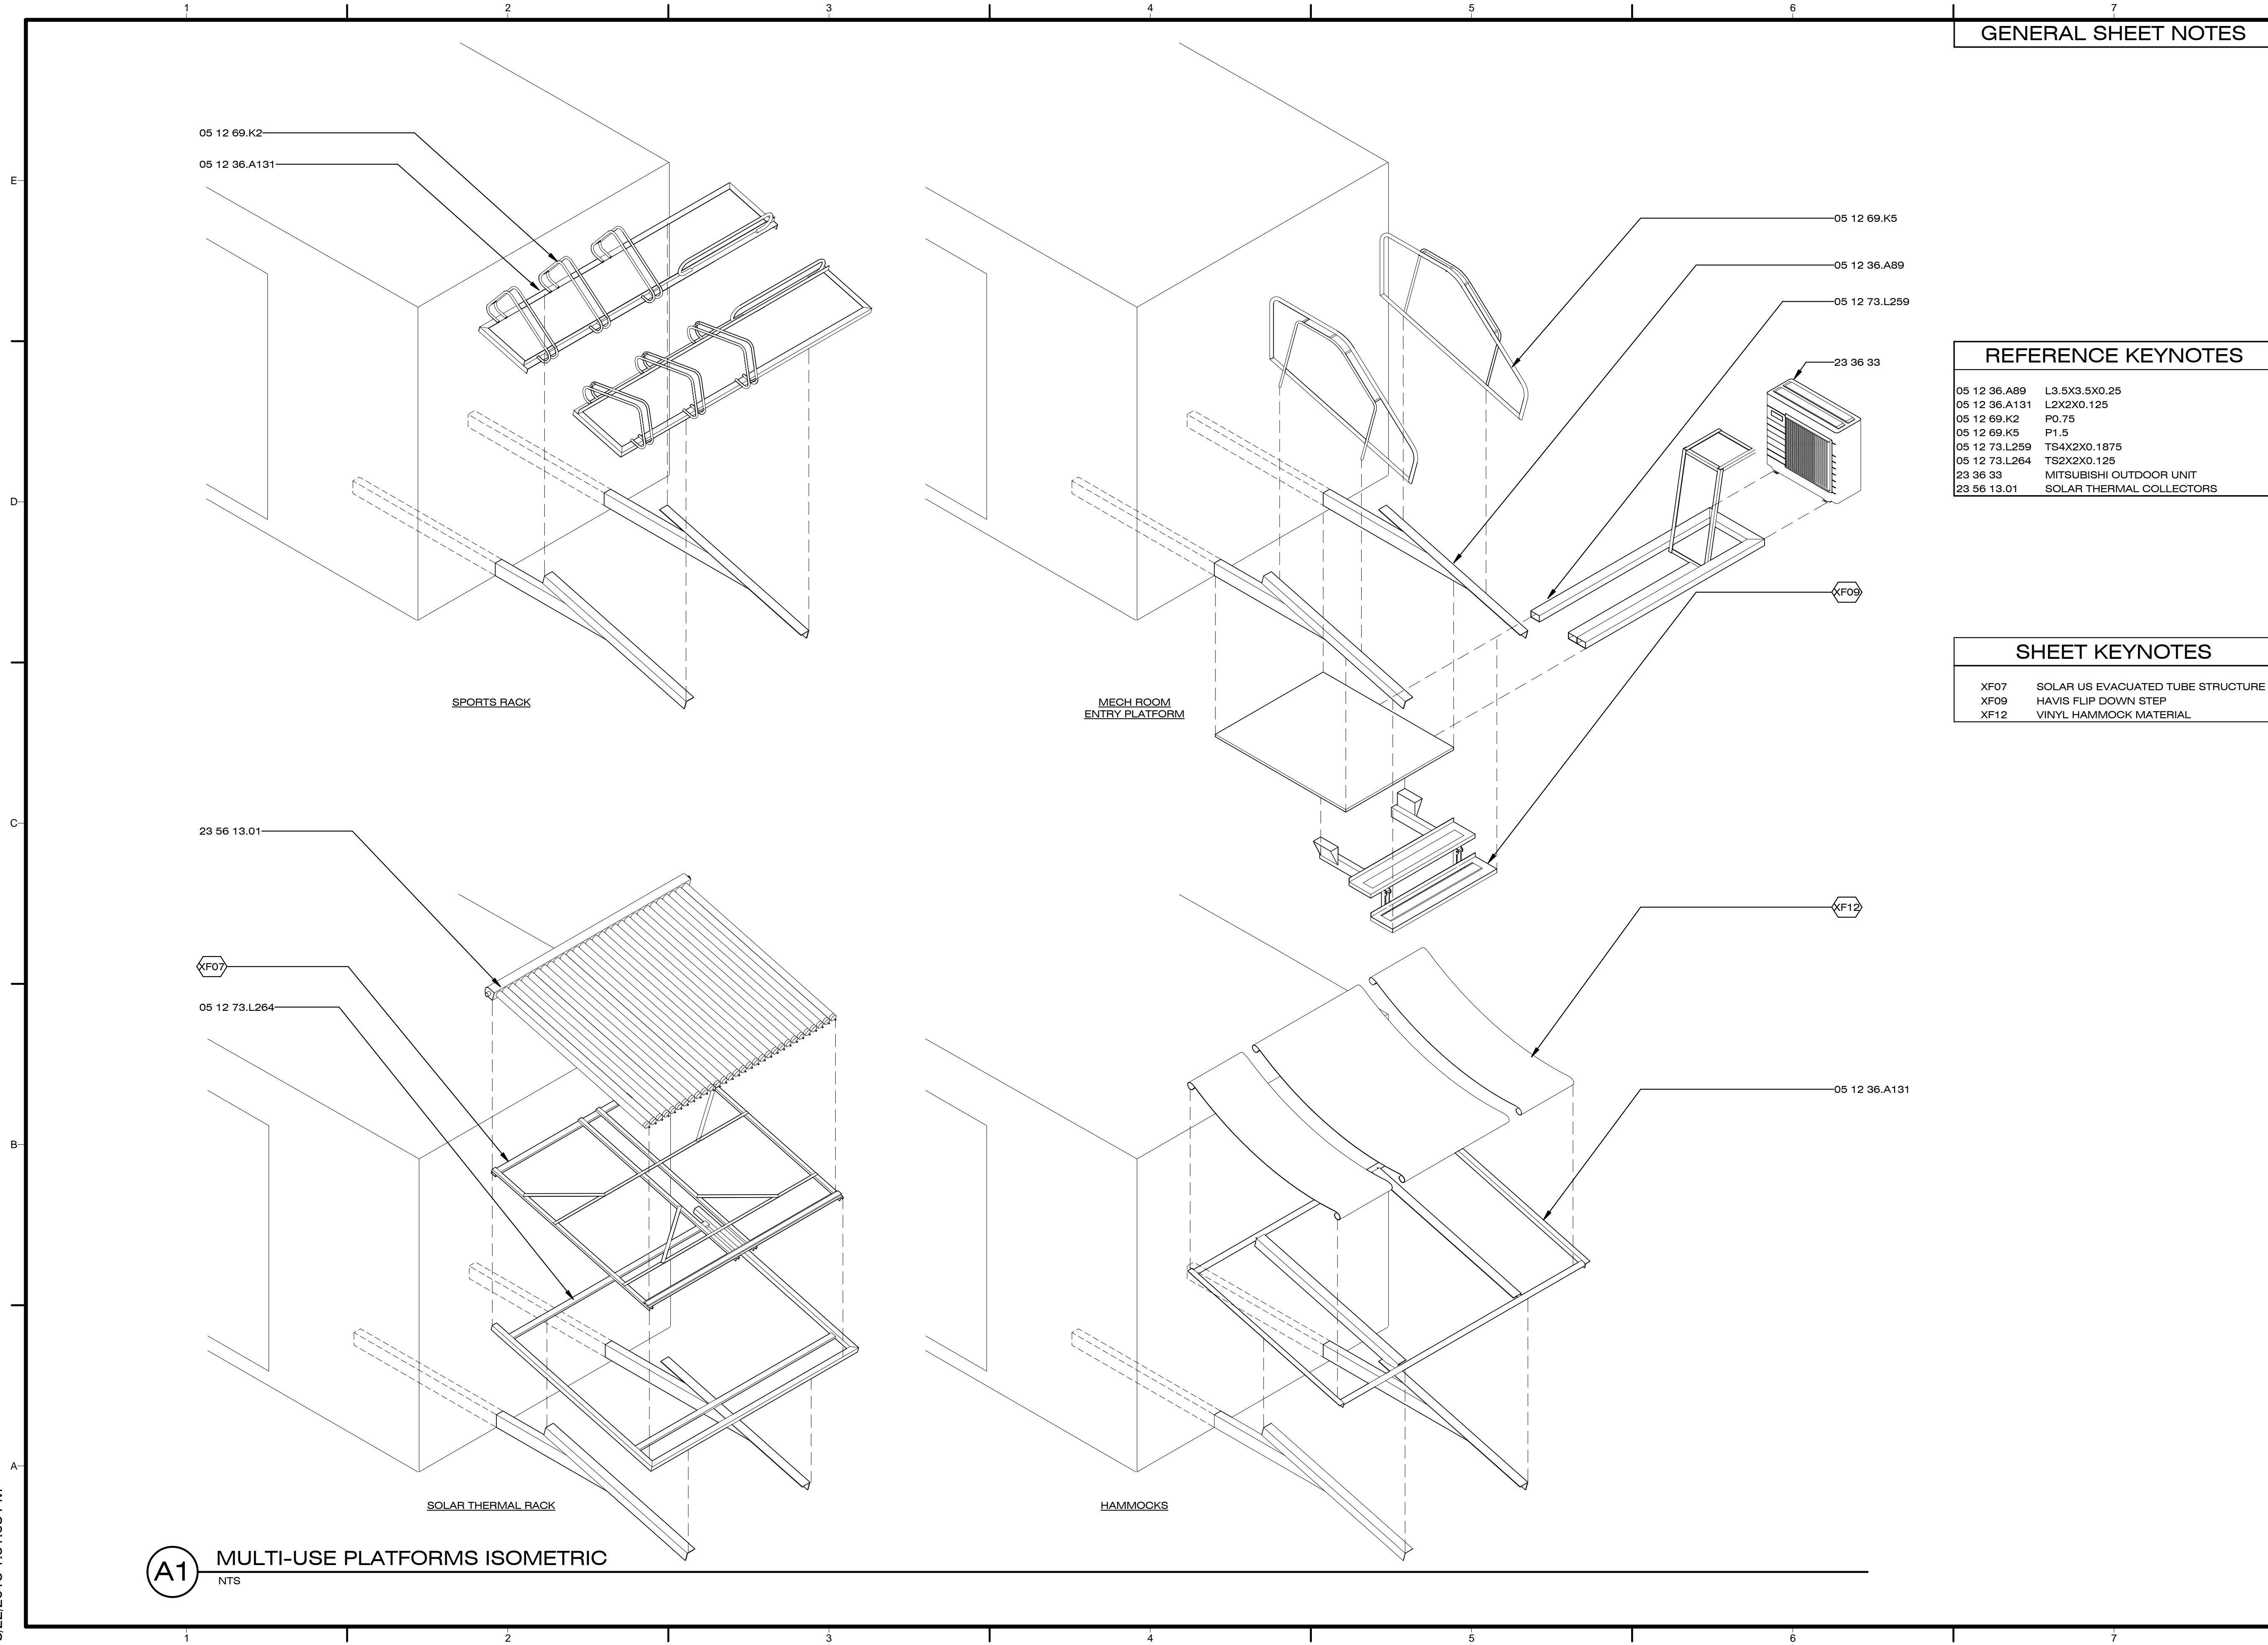 1 2 3 4 5 6 7
GENERAL SHEET NOTES
05 12 69.K2
05 12 36.A131
E
05 12 69.K5
05 12 36.A89
05 12 73.L259
23 36 33
REFERENCE KEYNOTES
05 12 36.A89 L3.5X3.5X0.25
05 12 36.A131 L2X2X0.125
05 12 69.K2 P0.75
05 12 69.K5 P1.5
05 12 73.L259 TS4X2X0.1875
05 12 73.L264 TS2X2X0.125
23 36 33 MITSUBISHI OUTDOOR UNIT
23 56 13.01 SOLAR THERMAL COLLECTORS
D
XF09
SHEET KEYNOTES
XF07 SOLAR US EVACUATED TUBE STRUCTURE
XF09 HAVIS FLIP DOWN STEP
XF12 VINYL HAMMOCK MATERIAL
SPORTS RACK
MECH ROOM
ENTRY PLATFORM
C
23 56 13.01
XF12
XF07
05 12 73.L264
05 12 36.A131
B
A
SOLAR THERMAL RACK
HAMMOCKS
A1
MULTI-USE PLATFORMS ISOMETRIC
NTS
1 2 3 4 5 6 7